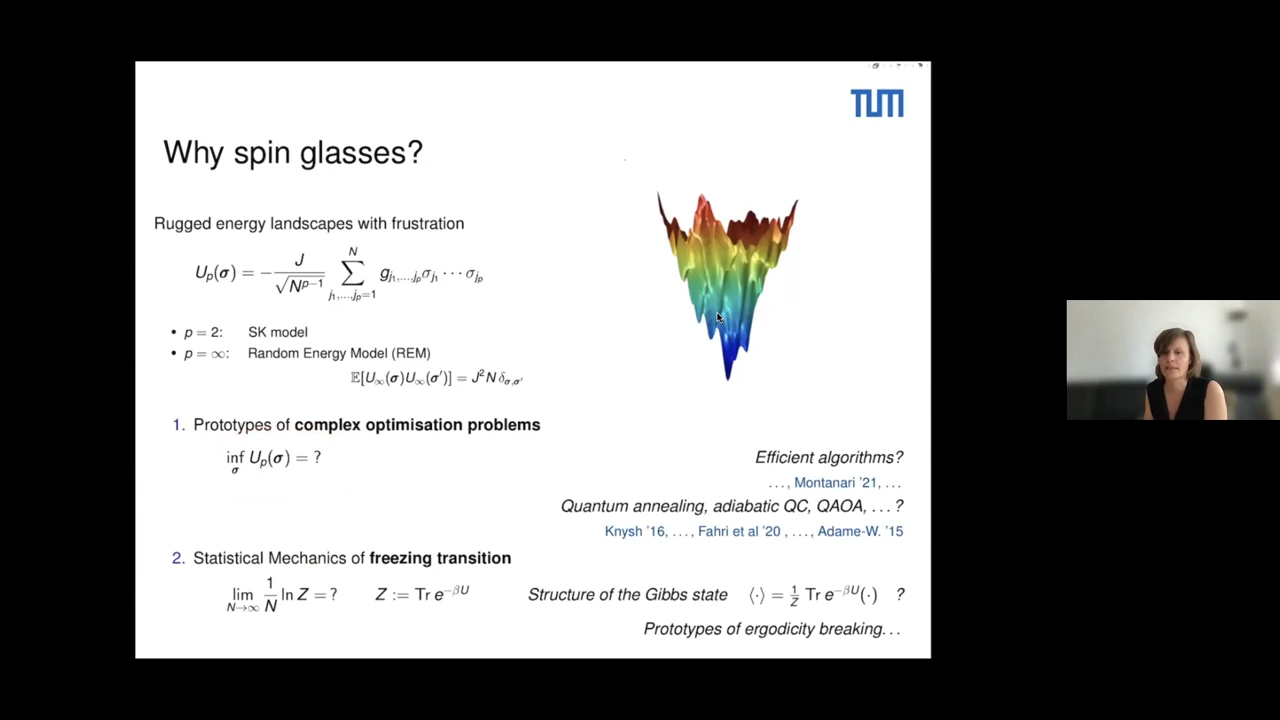 TUM
Why spin glasses?
Rugged energy landscapes with frustration
U_p(σ) = − J/√N^{p−1} ∑_{j_1,…,j_p=1}^{N} g_{j_1,…,j_p} σ_{j_1} ⋯ σ_{j_p}
• p = 2: SK model
• p = ∞: Random Energy Model (REM)
𝔼[U_∞(σ)U_∞(σ′)] = J²N δ_{σ,σ′}
1. Prototypes of complex optimisation problems
inf_σ U_p(σ) = ?
Efficient algorithms?
..., Montanari '21, ...
Quantum annealing, adiabatic QC, QAOA, ... ?
Knysh '16, ..., Fahri et al '20 , ..., Adame-W. '15
2. Statistical Mechanics of freezing transition
lim_{N→∞} 1/N ln Z = ? Z := Tr e^{−βU} Structure of the Gibbs state ⟨·⟩ = 1/Z Tr e^{−βU}(·) ?
Prototypes of ergodicity breaking...